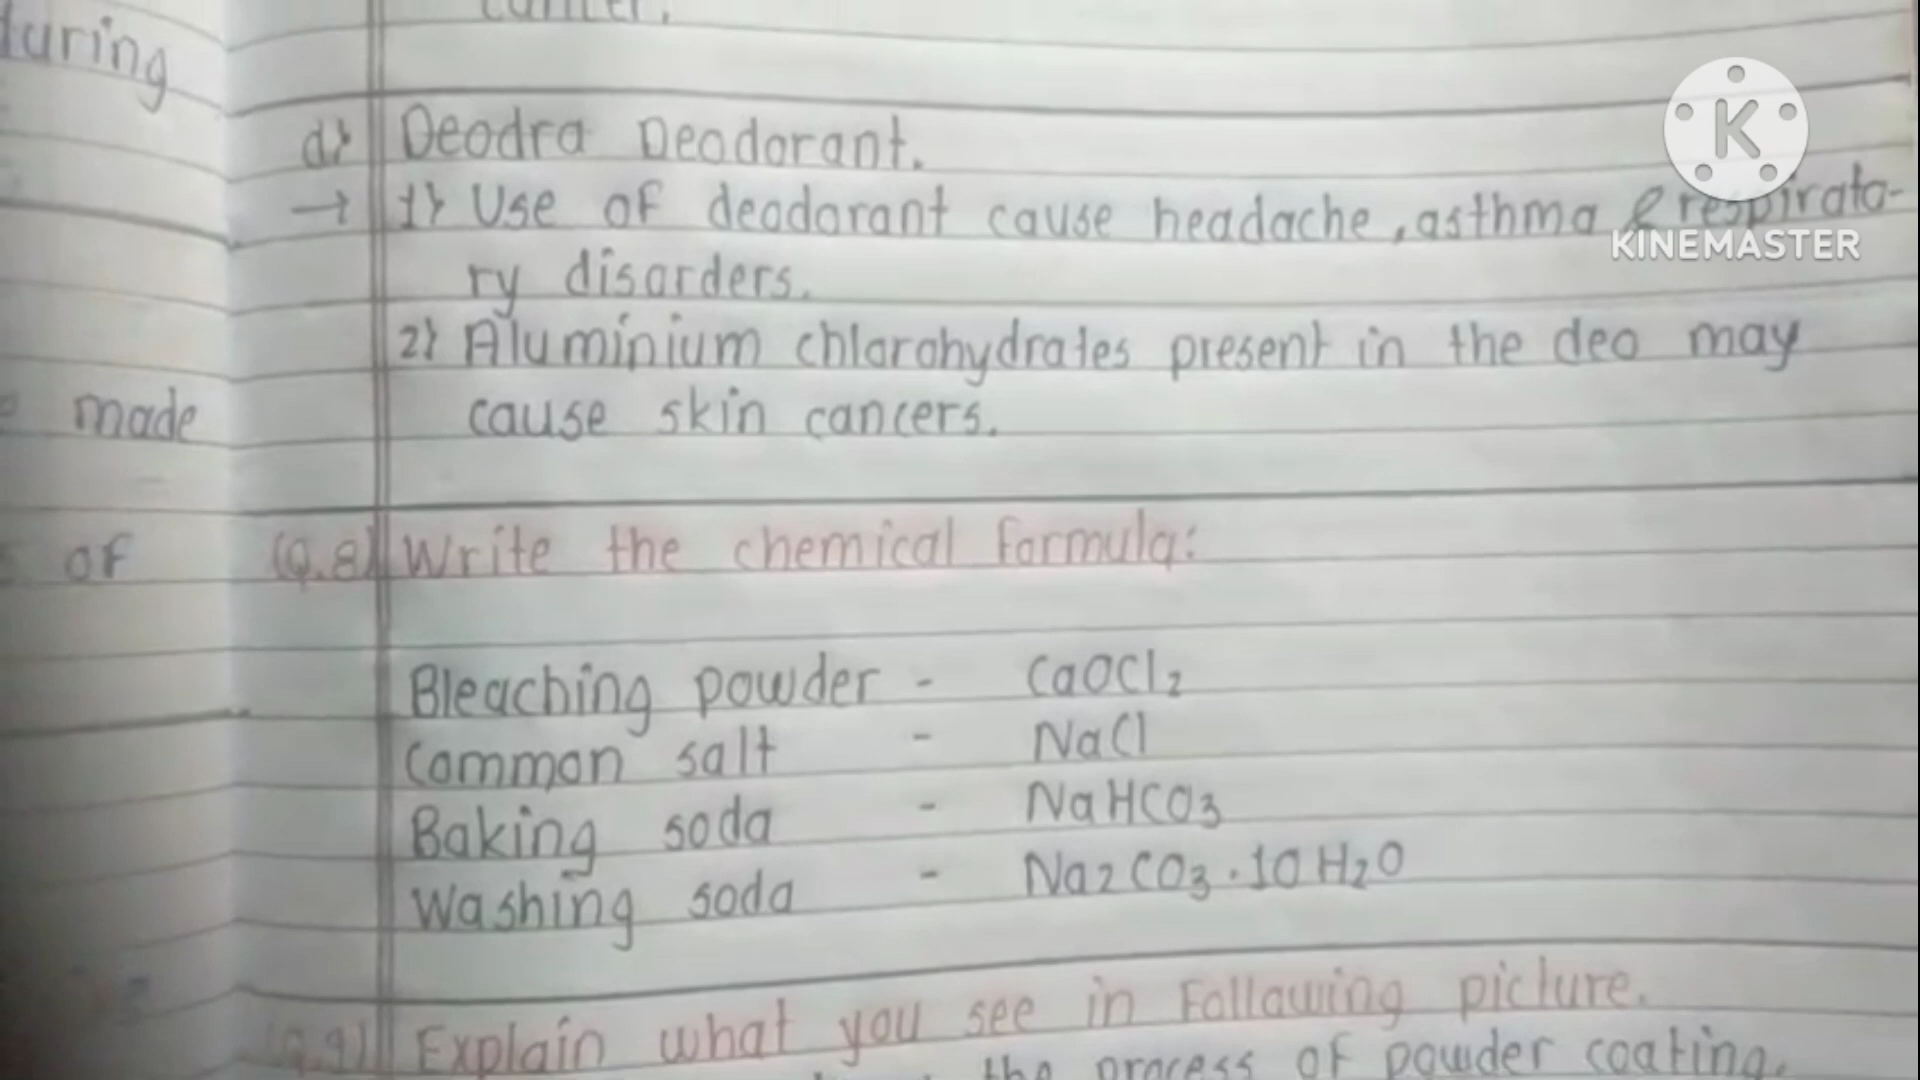 turing
d) Deodra Deodorant.
→ 1) Use of deodorant cause headache, asthma & respirato-
ry disorders.
2) Aluminium chlorohydrates present in the deo may
made
cause skin cancers.
of
(Q.8) Write the chemical formula:
Bleaching powder - CaOCl₂
Common salt - NaCl
Baking soda - NaHCO₃
Washing soda - Na₂CO₃·10H₂O
(Q.9) Explain what you see in Following picture.
the process of powder coating.
K
KINEMASTER